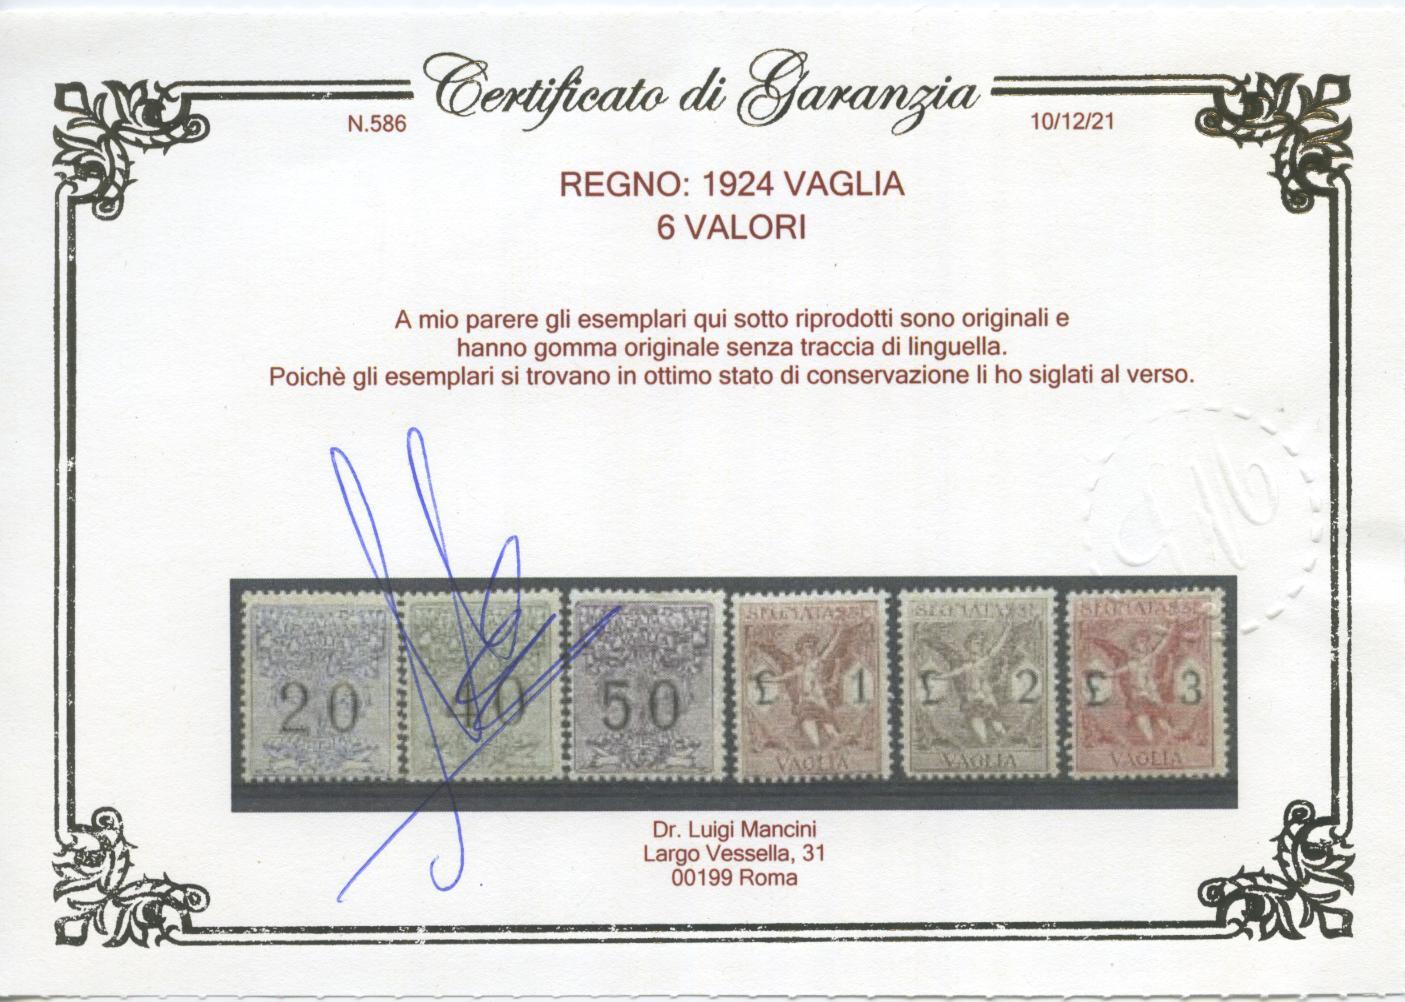 Certificato di Garanzia
N.586
10/12/21
REGNO: 1924 VAGLIA
6 VALORI
A mio parere gli esemplari qui sotto riprodotti sono originali e
hanno gomma originale senza traccia di linguella.
Poichè gli esemplari si trovano in ottimo stato di conservazione li ho siglati al verso.
VAGLIA
20
40
50
SEGNATASSE
£ 1
VAGLIA
SEGNATASSE
£ 2
VAGLIA
SEGNATASSE
£ 3
VAGLIA
Dr. Luigi Mancini
Largo Vessella, 31
00199 Roma